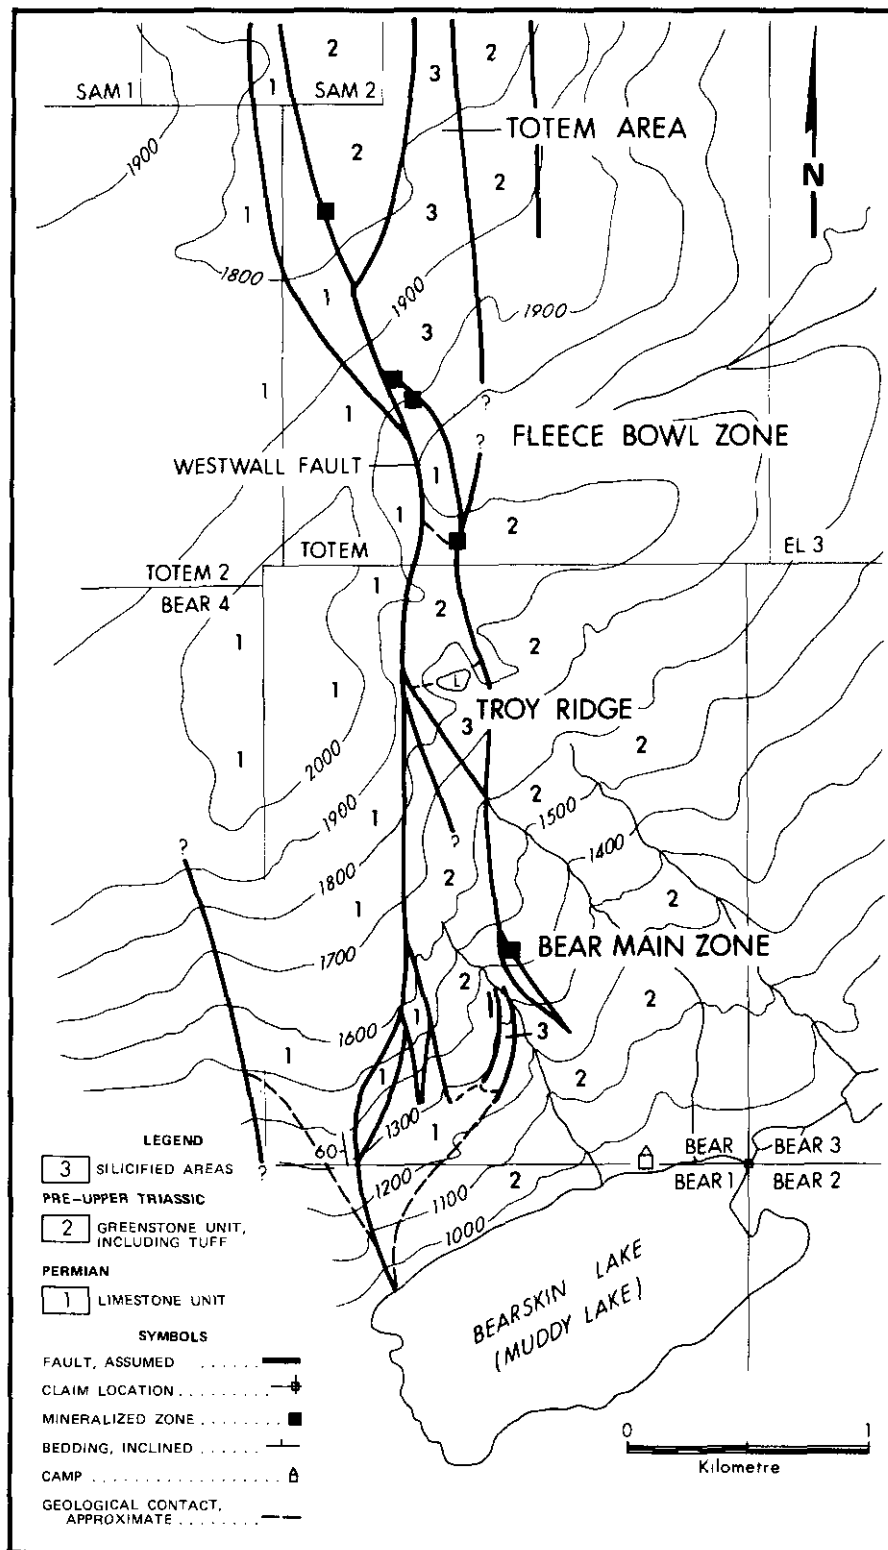 2
2
3
1
SAM 1
SAM 2
TOTEM AREA
1900
2
2
N
1
3
1800
1
1900
1900
3
1
1
?
?
FLEECE BOWL ZONE
WESTWALL FAULT
1
1
2
TOTEM
EL 3
TOTEM 2
BEAR 4
1
2
1
2
1
L
TROY RIDGE
3
2
1
2000
2
1500
1900
1
?
?
1400
1800
2
2
1
BEAR MAIN ZONE
1700
2
2
1600
1
1
3
1
1
2
1300
1
60
BEAR
BEAR 3
?
1200
2
BEAR 1
BEAR 2
1100
1000
BEARSKIN LAKE
(MUDDY LAKE)
LEGEND
3 SILICIFIED AREAS
PRE-UPPER TRIASSIC
2 GREENSTONE UNIT,
INCLUDING TUFF
PERMIAN
1 LIMESTONE UNIT
SYMBOLS
FAULT, ASSUMED ......
CLAIM LOCATION .........
MINERALIZED ZONE ........
BEDDING, INCLINED ......
CAMP .................
GEOLOGICAL CONTACT,
APPROXIMATE ........
0 1
Kilometre